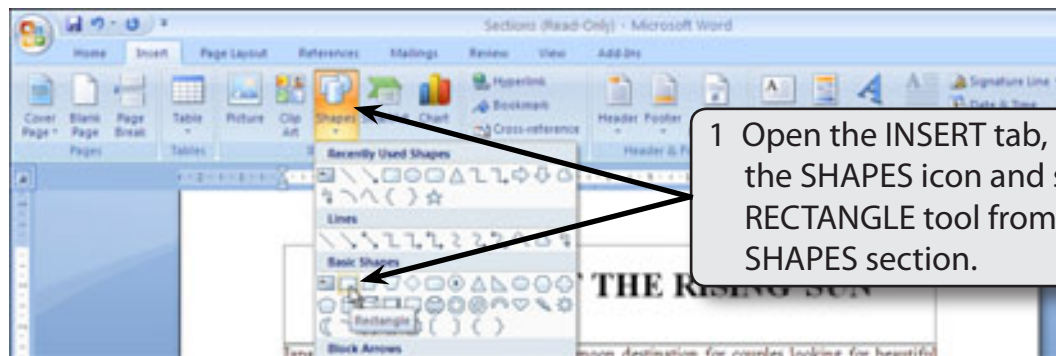 Sections (Read-Only) - Microsoft Word
Home Insert Page Layout References Mailings Review View Add-Ins
Cover Page Blank Page Page Break Table Picture Clip Art Shapes Chart Hyperlink Bookmark Cross-reference Header Footer Signature Line
Date & Time
Pages Tables Header &
Recently Used Shapes
Lines
Basic Shapes
Rectangle
Block Arrows
THE RISING SUN
destination for couples looking for beautiful
1 Open the INSERT tab,
the SHAPES icon and
RECTANGLE tool from
SHAPES section.